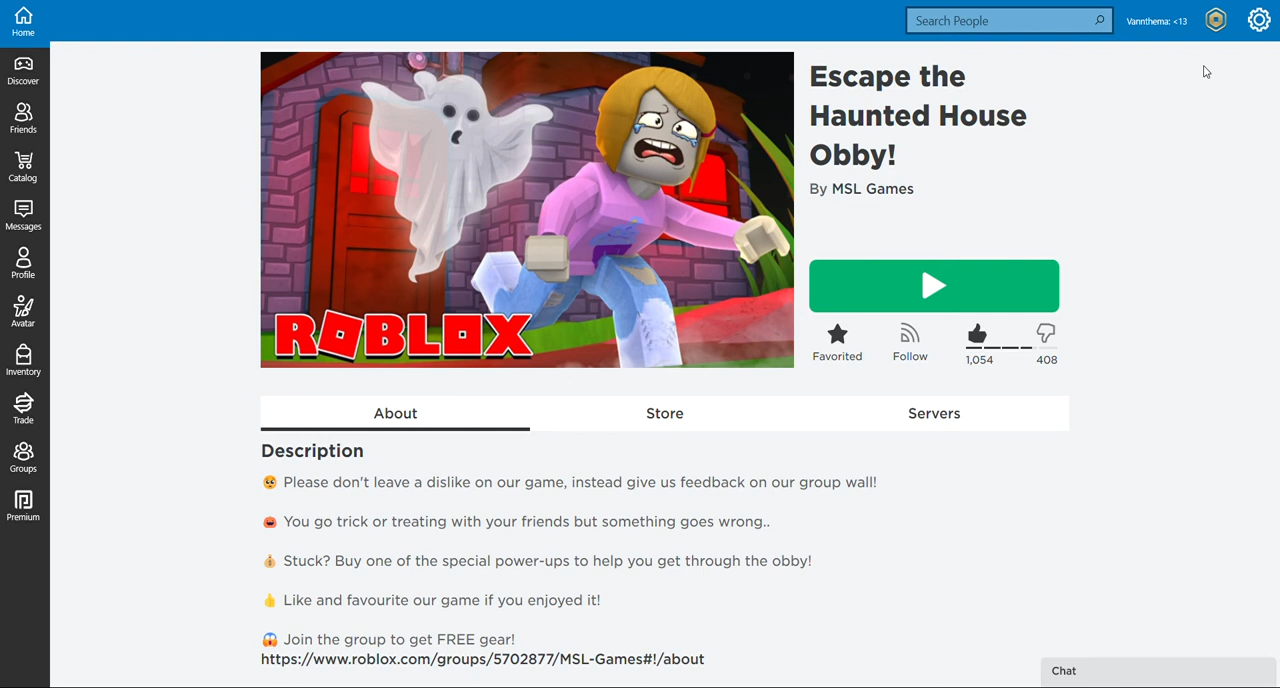 Home
Search People
Vannthema: <13
Discover
Friends
Catalog
Messages
Profile
Avatar
Inventory
Trade
Groups
Premium
ROBLOX
Escape the
Haunted House
Obby!
By MSL Games
Favorited
Follow
1,054
408
About
Store
Servers
Description
🥺 Please don't leave a dislike on our game, instead give us feedback on our group wall!
🎃 You go trick or treating with your friends but something goes wrong..
💰 Stuck? Buy one of the special power-ups to help you get through the obby!
👍 Like and favourite our game if you enjoyed it!
😱 Join the group to get FREE gear!
https://www.roblox.com/groups/5702877/MSL-Games#!/about
Chat